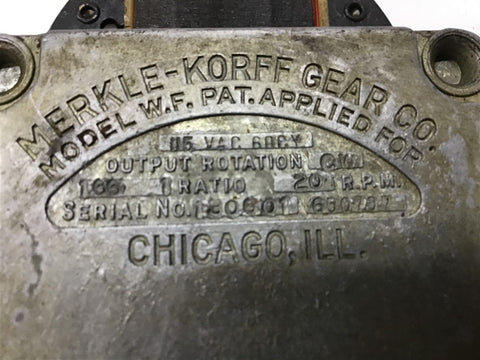 MERKLE-KORFF GEAR CO.
MODEL W.F. PAT. APPLIED FOR
115 VAC 60CY
OUTPUT ROTATION
1 RATIO 20 R.P.M.
SERIAL NO.
CHICAGO, ILL.